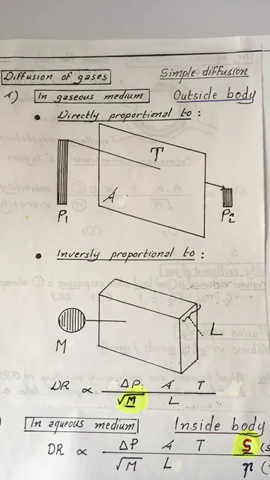 Diffusion of gases
Simple diffusion
1) In gaseous medium Outside body
• Directly proportional to :
T
A
P1 P2
• Inversly proportional to :
M L
DR ∝ ΔP A T
√M L
In aqueous medium Inside body
DR ∝ ΔP A T S (s
√M L η (